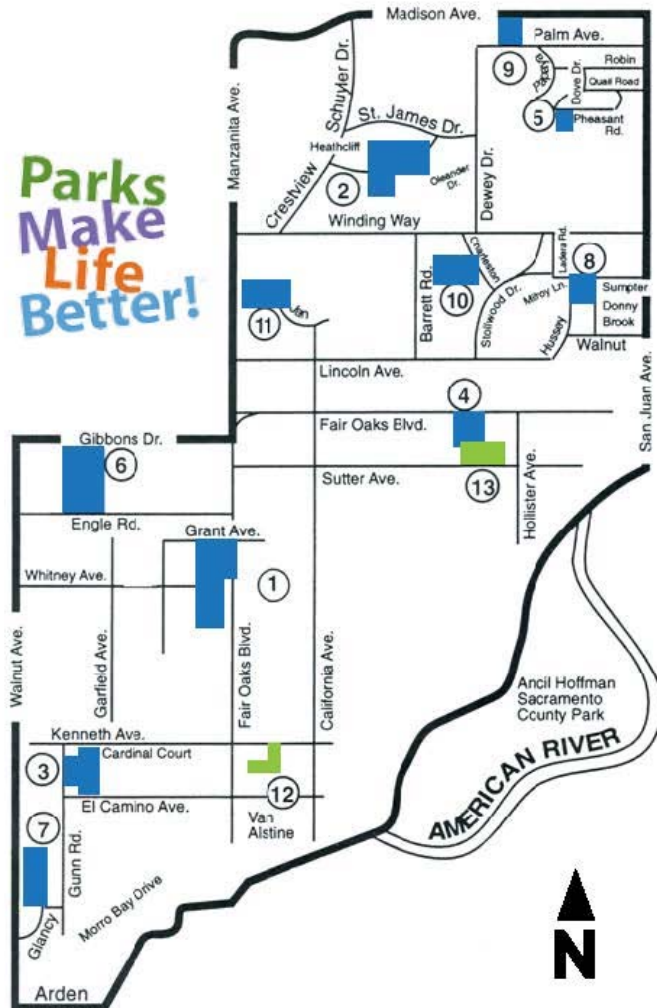 Madison Ave.
Palm Ave.
Robin
Quail Road
Dove Dr.
9
5
Pheasant
Rd.
Manzanita Ave.
Schuyler Dr.
St. James Dr.
Heathcliff
Crestview
2
Oleander
Dr.
Dewey Dr.
Winding Way
Parks
Make
Life
Better!
Ladera Rd.
8
Charleston
Barrett Rd.
10
Stollwood Dr.
Milroy Ln.
Sumpter
Donny
Brook
11
Jan
Hussey
Walnut
Lincoln Ave.
San Juan Ave.
4
Fair Oaks Blvd.
Gibbons Dr.
6
Sutter Ave.
13
Hollister Ave.
Engle Rd.
Grant Ave.
Whitney Ave.
1
Walnut Ave.
Garfield Ave.
Fair Oaks Blvd.
California Ave.
Ancil Hoffman
Sacramento
County Park
AMERICAN RIVER
Kenneth Ave.
Cardinal Court
3
12
El Camino Ave.
Van
Alstine
7
Gunn Rd.
Morro Bay Drive
Glancy
Arden
N